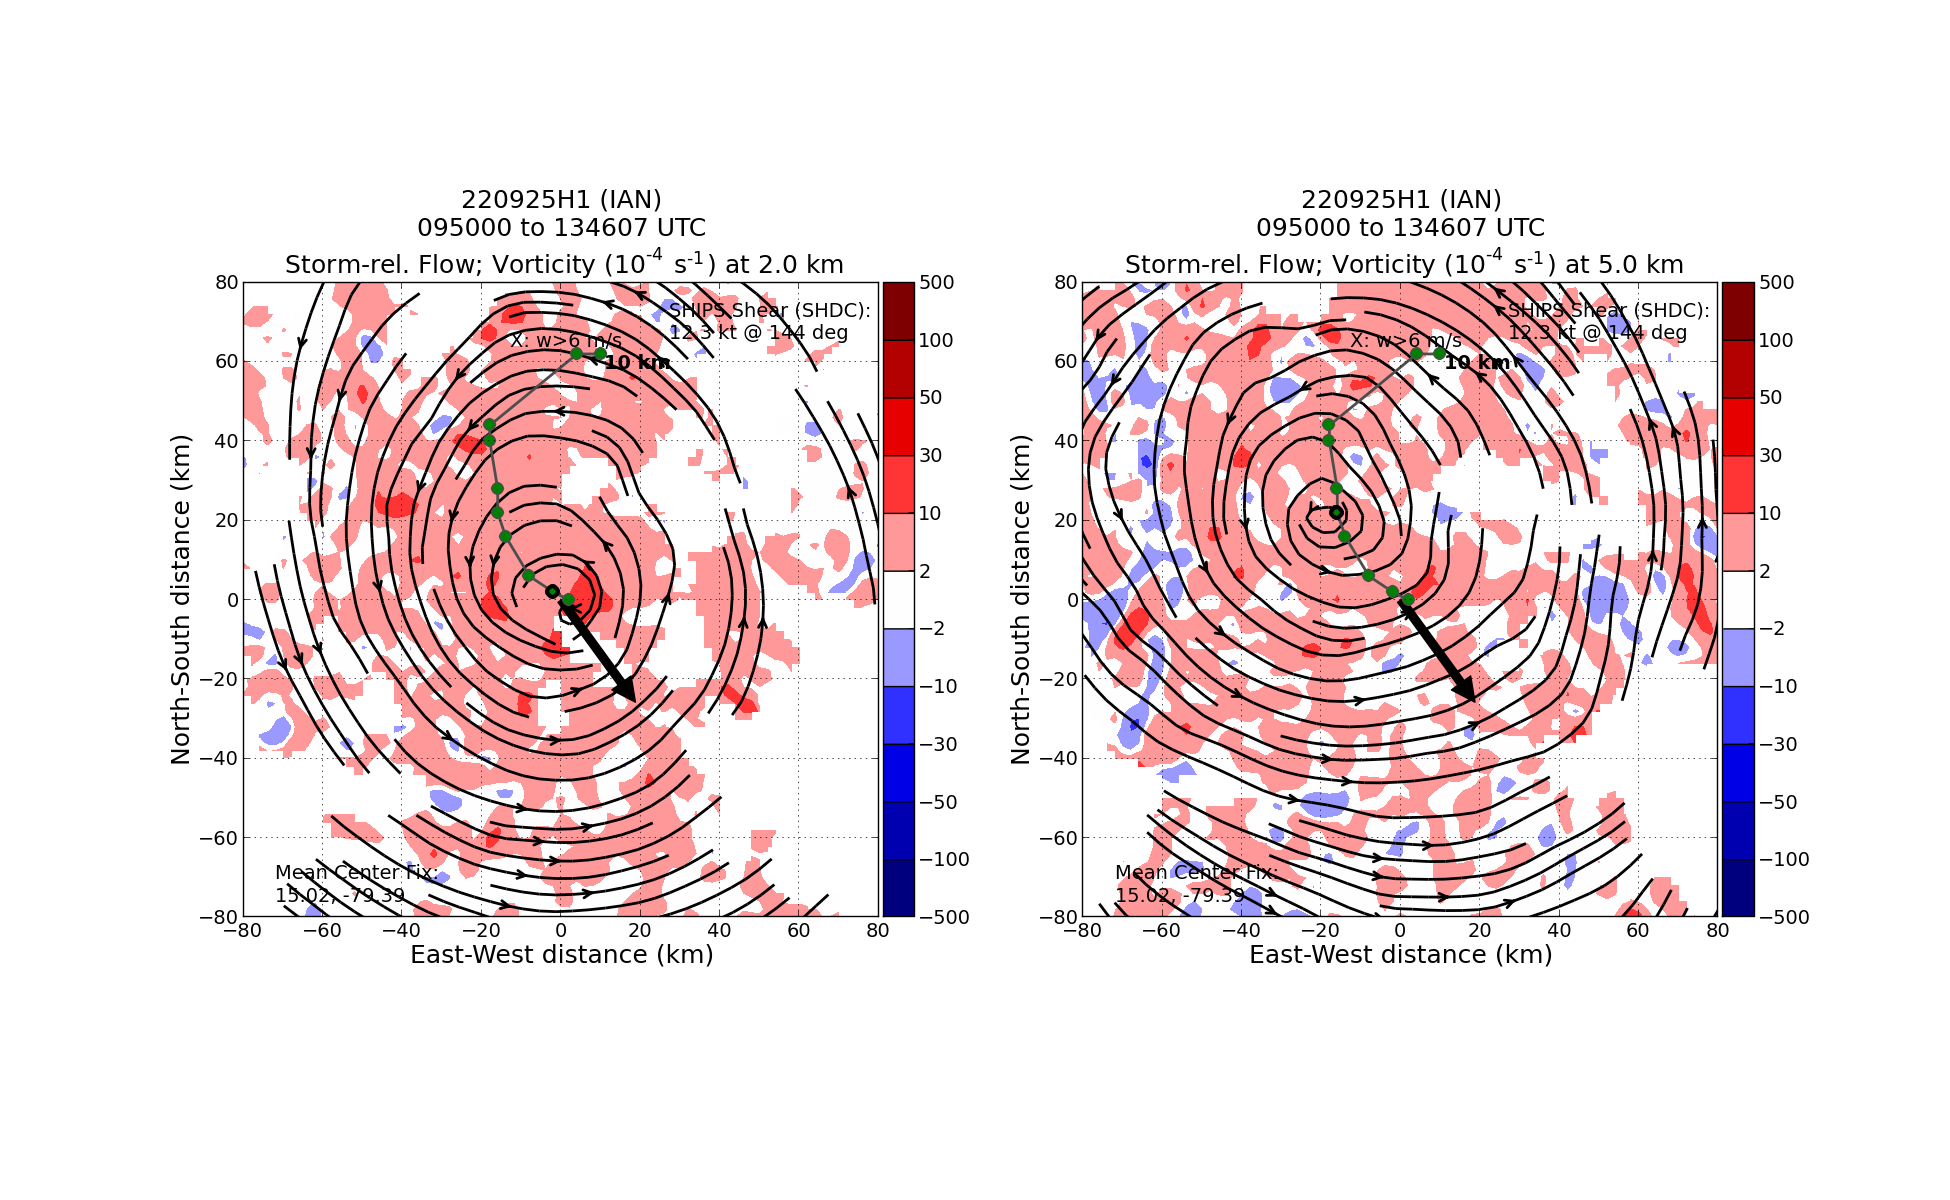 220925H1 (IAN)
095000 to 134607 UTC
Storm-rel. Flow; Vorticity (10⁻⁴ s⁻¹) at 2.0 km
80
60
40
20
0
−20
−40
−60
−80
North-South distance (km)
SHIPS Shear (SHDC):
12.3 kt @ 144 deg
X: w>6 m/s
10 km
Mean Center Fix:
15.02, -79.39
−80 −60 −40 −20 0 20 40 60 80
East-West distance (km)
500
100
50
30
10
2
−2
−10
−30
−50
−100
−500
220925H1 (IAN)
095000 to 134607 UTC
Storm-rel. Flow; Vorticity (10⁻⁴ s⁻¹) at 5.0 km
80
60
40
20
0
−20
−40
−60
−80
North-South distance (km)
SHIPS Shear (SHDC):
12.3 kt @ 144 deg
X: w>6 m/s
10 km
Mean Center Fix:
15.02, -79.39
−80 −60 −40 −20 0 20 40 60 80
East-West distance (km)
500
100
50
30
10
2
−2
−10
−30
−50
−100
−500